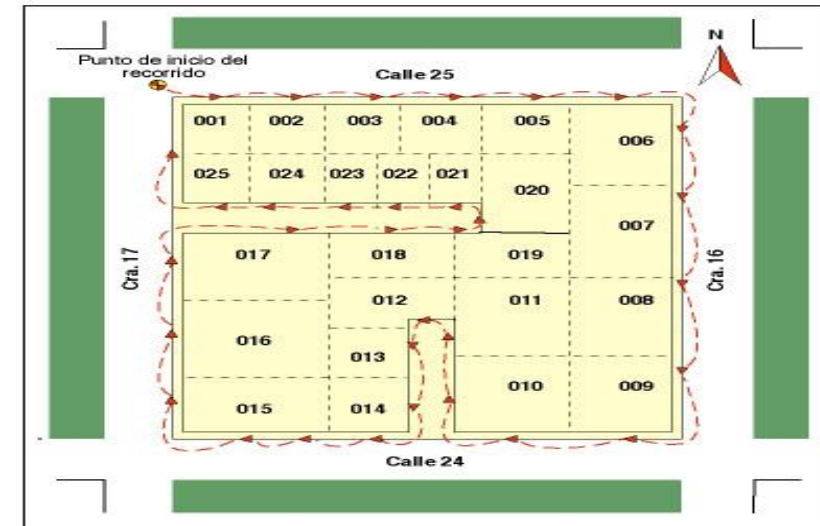 Punto de inicio del
recorrido
Calle 25
N
001 002 003 004 005
006
025 024 023 022 021
020
007
Cra. 17
017 018 019
Cra. 16
012 011 008
016
013
010 009
015 014
Calle 24